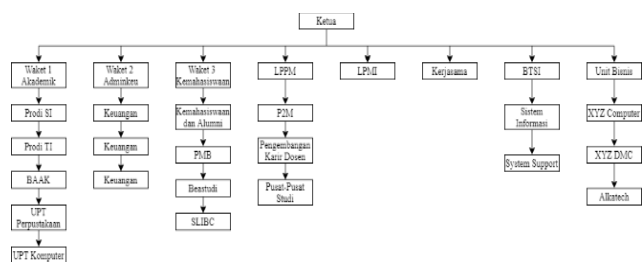 Ketua
Waket 1
Akademik
Waket 2
Adminkeu
Waket 3
Kemahasiswaan
LPPM
LPMI
Kerjasama
BTSI
Unit Bisnis
Prodi SI
Keuangan
Kemahasiswaan
dan Alumni
P2M
Sistem
Informasi
XYZ Computer
Prodi TI
Keuangan
PMB
Pengembangan
Karir Dosen
System Support
XYZ DMC
BAAK
Keuangan
Beastudi
Pusat-Pusat
Studi
Alkatech
UPT
Perpustakaan
SLIBC
UPT Komputer